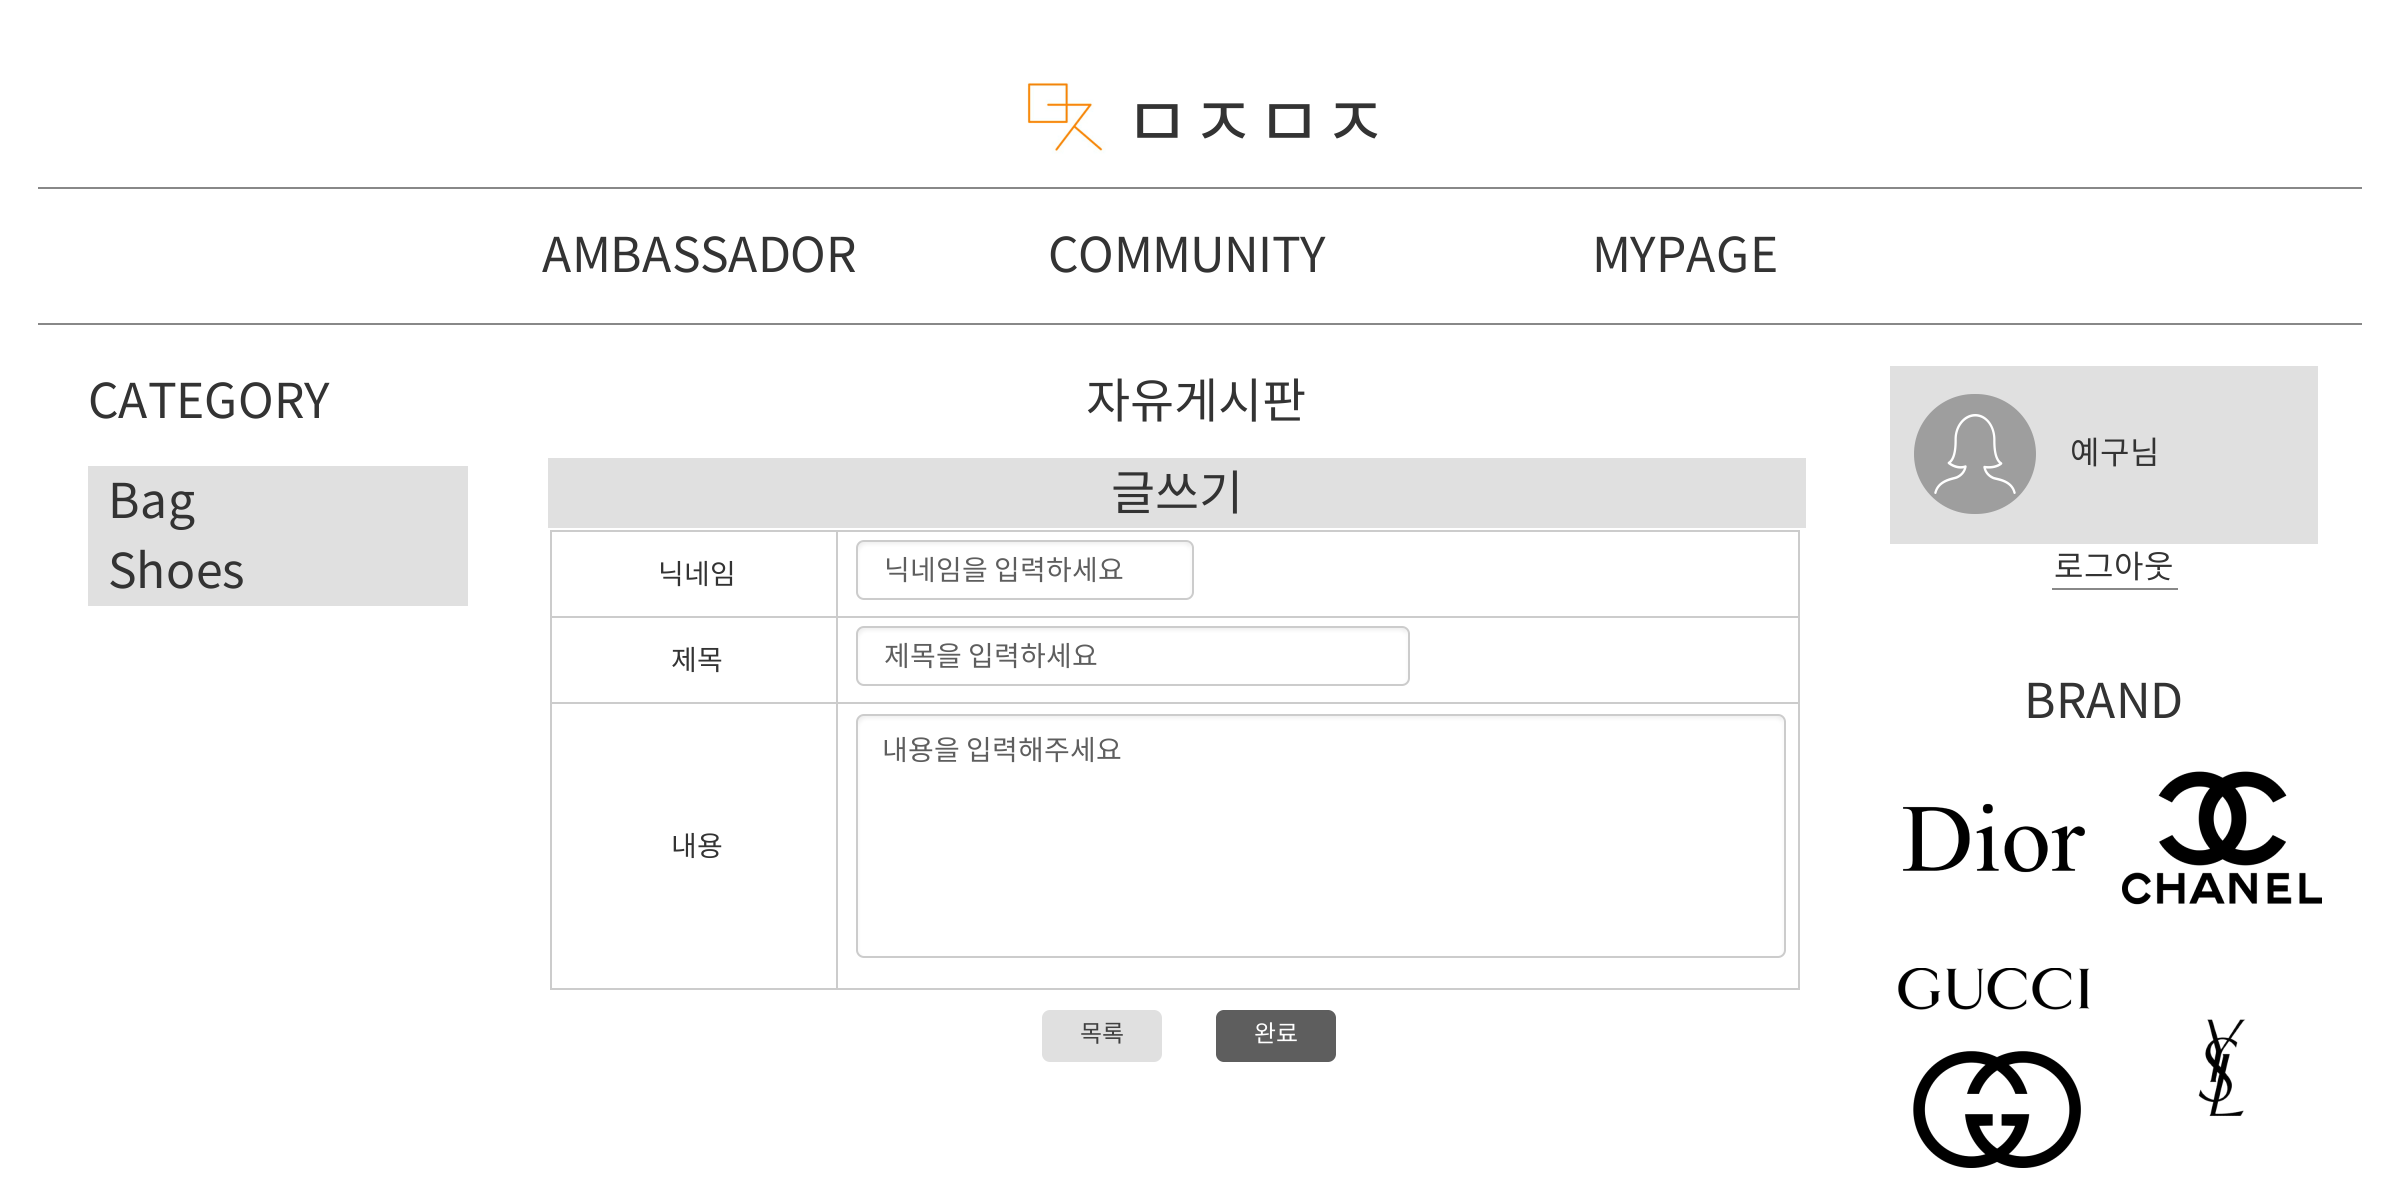 ㅁㅈㅁㅈ
AMBASSADOR COMMUNITY MYPAGE
CATEGORY
Bag
Shoes
자유게시판
글쓰기
닉네임 닉네임을 입력하세요
제목 제목을 입력하세요
내용 내용을 입력해주세요
목록 완료
예구님
로그아웃
BRAND
Dior
CHANEL
GUCCI
YSL